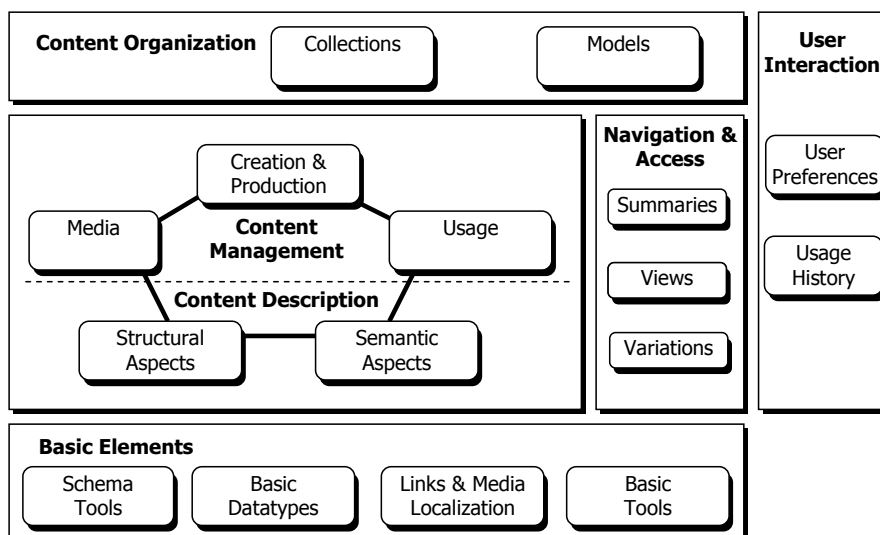 Content Organization
Collections
Models
User
Interaction
User
Preferences
Usage
History
Creation &
Production
Media
Usage
Content
Management
Content Description
Structural
Aspects
Semantic
Aspects
Navigation &
Access
Summaries
Views
Variations
Basic Elements
Schema
Tools
Basic
Datatypes
Links & Media
Localization
Basic
Tools